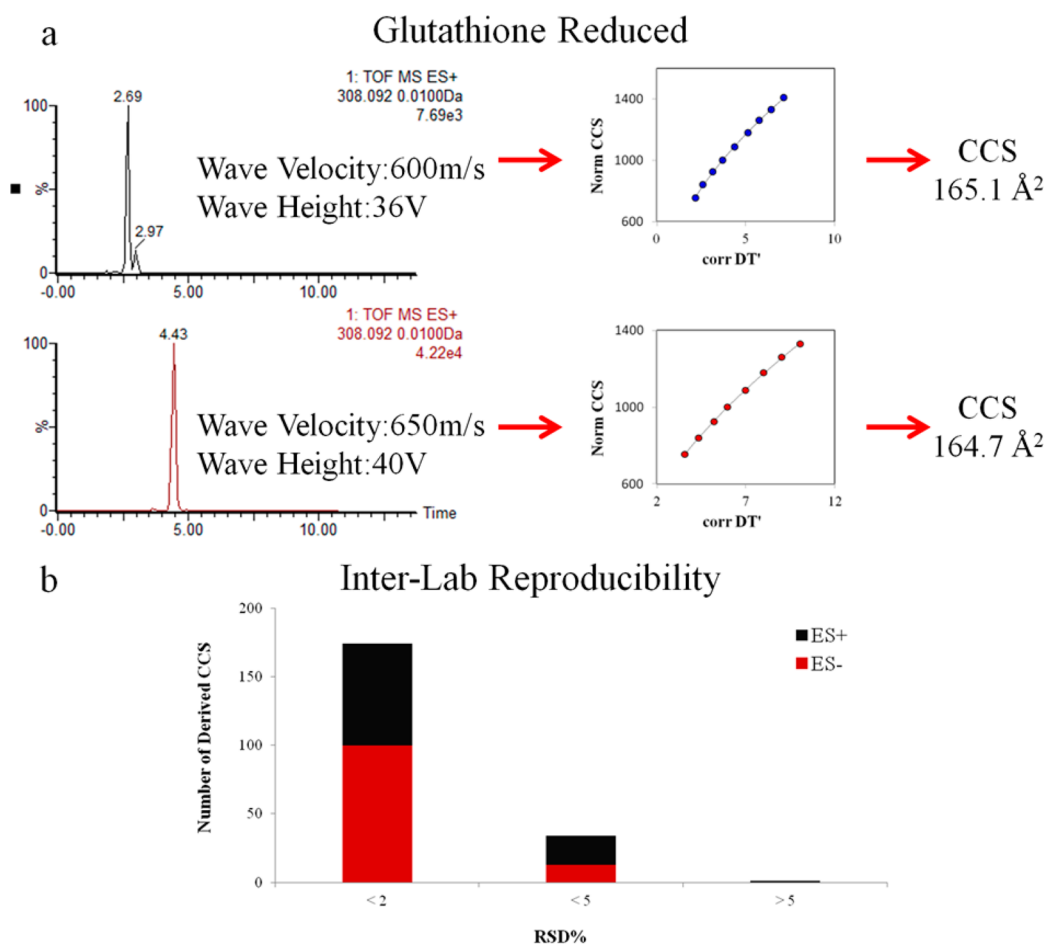 a
Glutathione Reduced
1: TOF MS ES+
308.092 0.0100Da
7.69e3
2.69
2.97
100
%
0
-0.00
5.00
10.00
Wave Velocity:600m/s
Wave Height:36V
Norm CCS
1400
1000
600
0
5
10
corr DT'
CCS
165.1 Å²
1: TOF MS ES+
308.092 0.0100Da
4.22e4
4.43
100
%
0
-0.00
5.00
10.00
Time
Wave Velocity:650m/s
Wave Height:40V
Norm CCS
1400
1000
600
2
7
12
corr DT'
CCS
164.7 Å²
b
Inter-Lab Reproducibility
Number of Derived CCS
200
150
100
50
0
ES+
ES-
< 2
< 5
> 5
RSD%